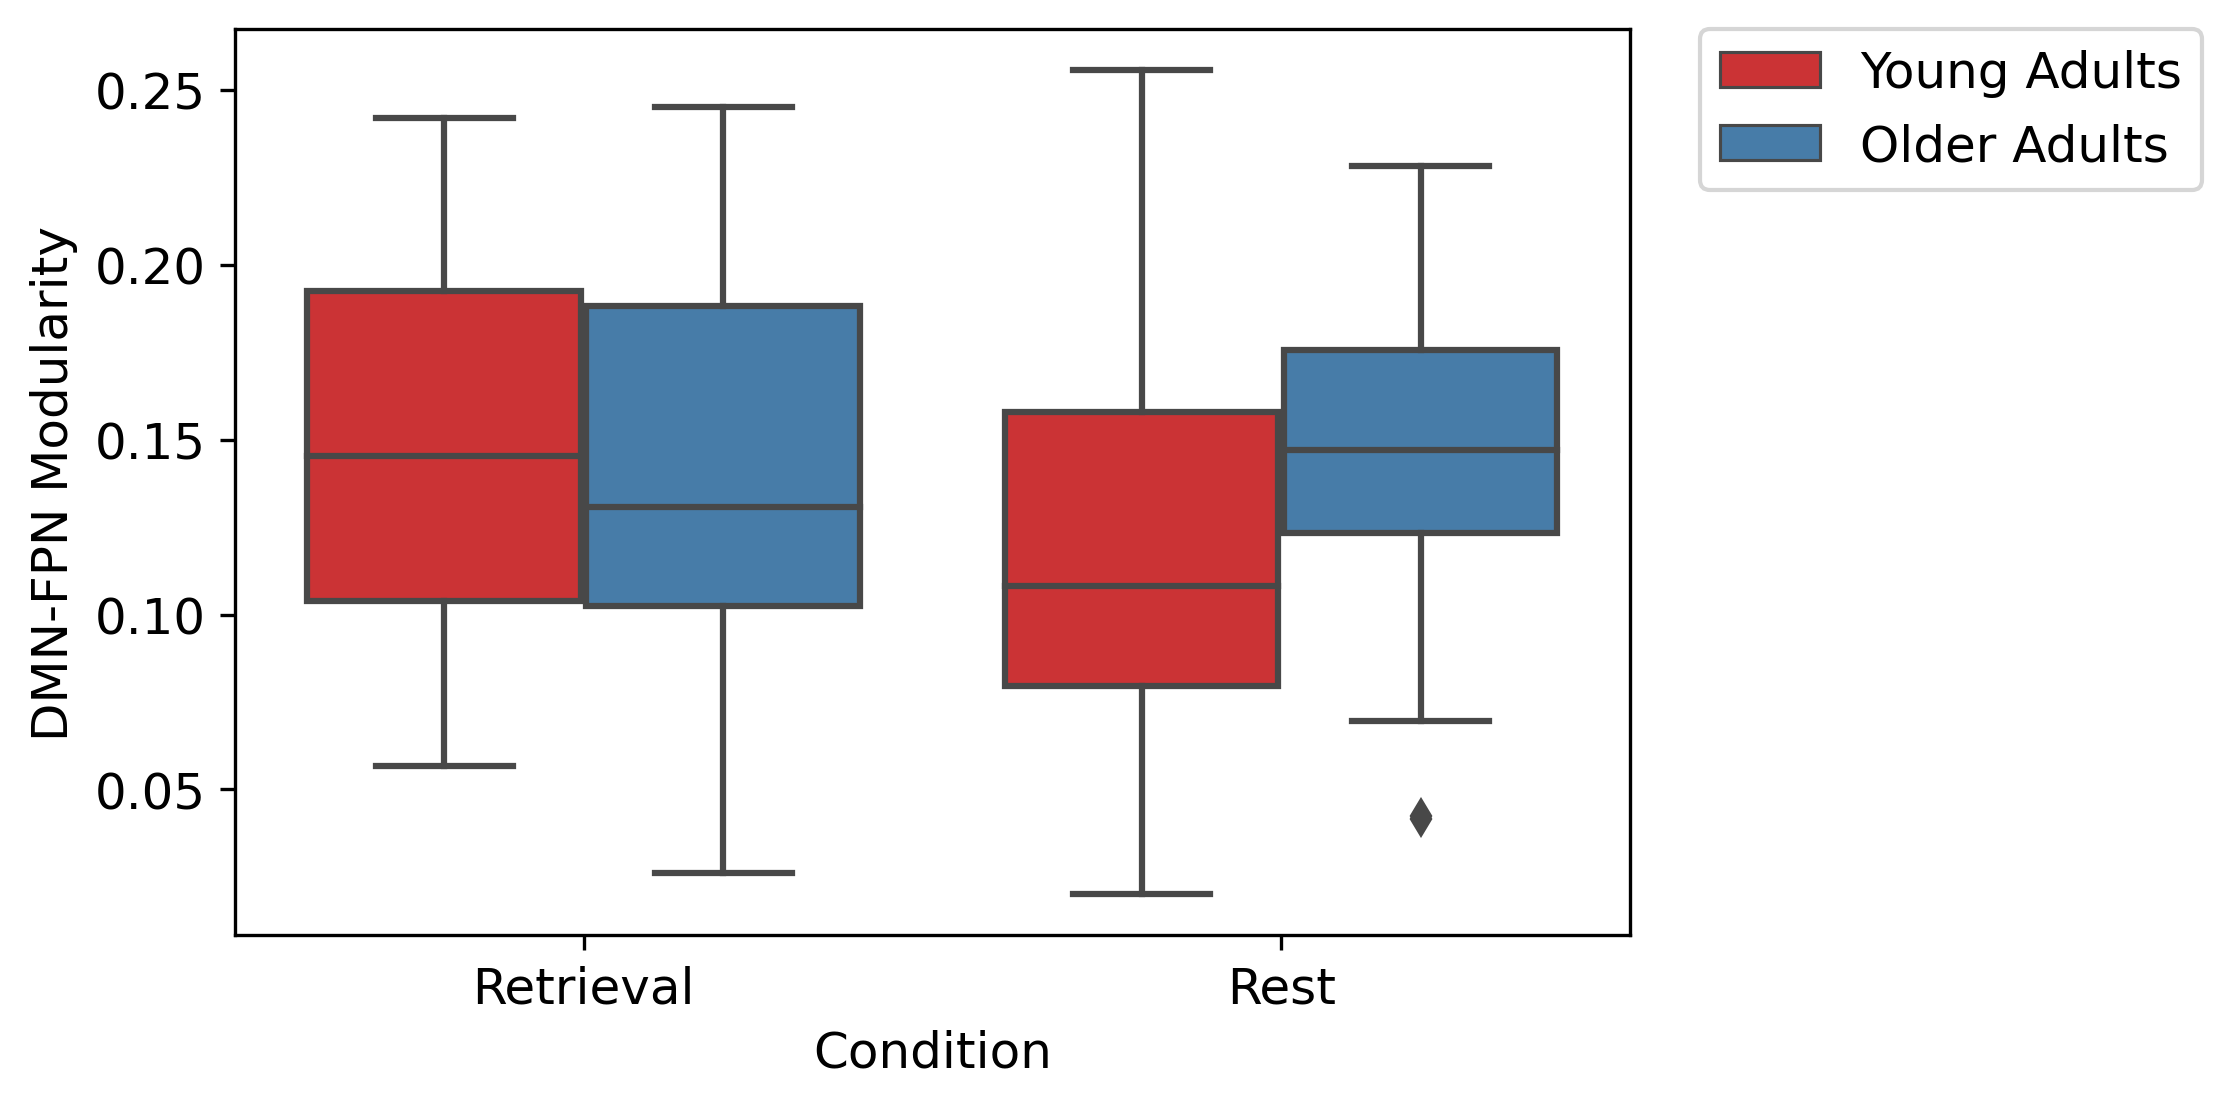 DMN-FPN Modularity
0.25
0.20
0.15
0.10
0.05
Retrieval
Rest
Condition
Young Adults
Older Adults